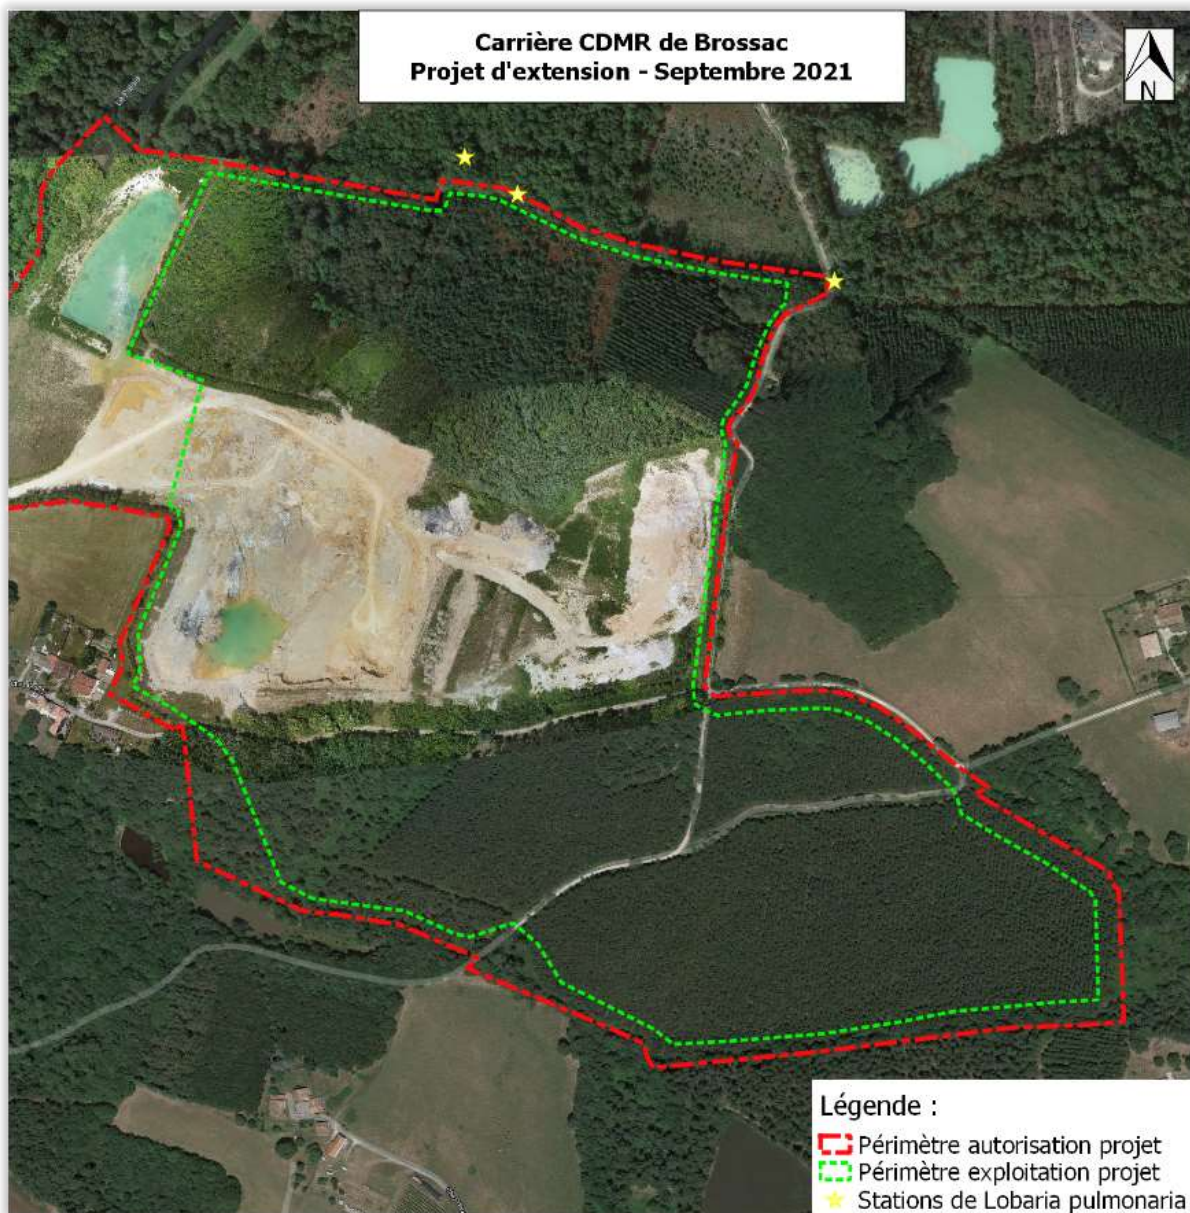 Carrière CDMR de Brossac
Projet d'extension - Septembre 2021
N
Légende :
Périmètre autorisation projet
Périmètre exploitation projet
Stations de Lobaria pulmonaria